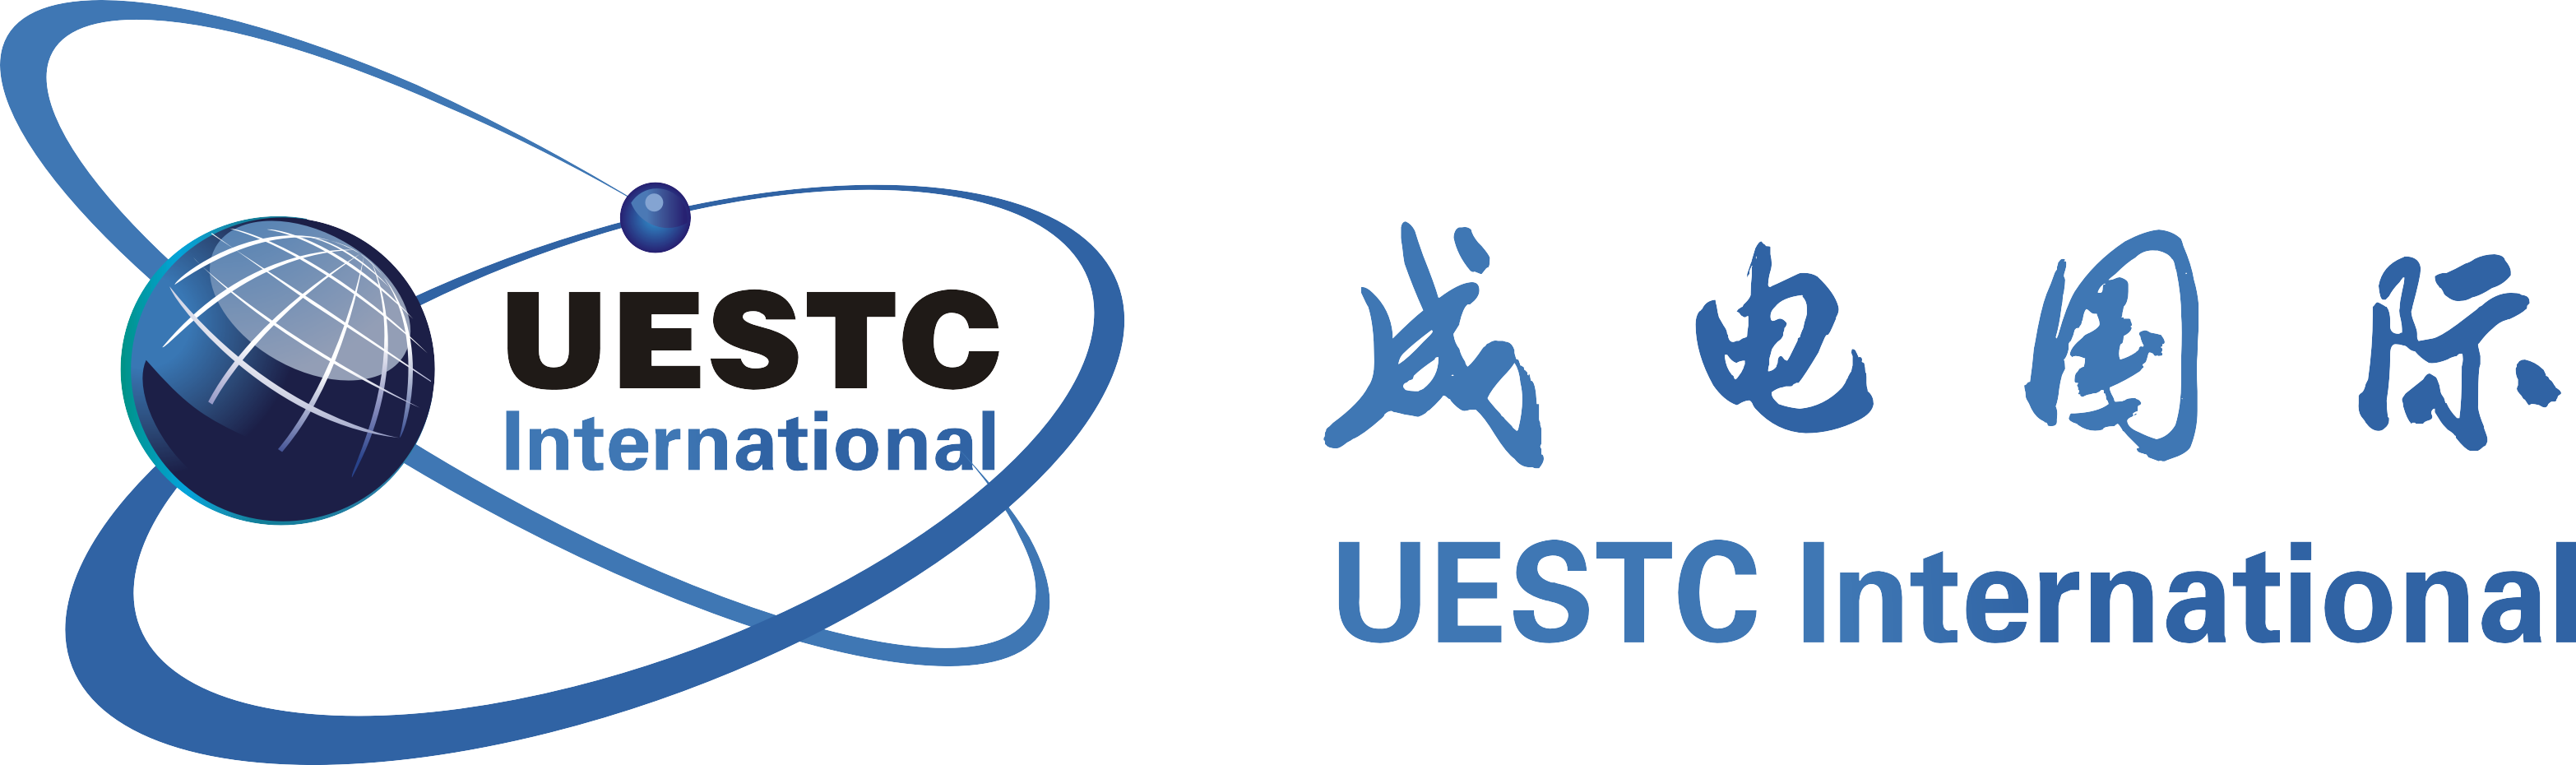 UESTC
International
成电国际
UESTC International